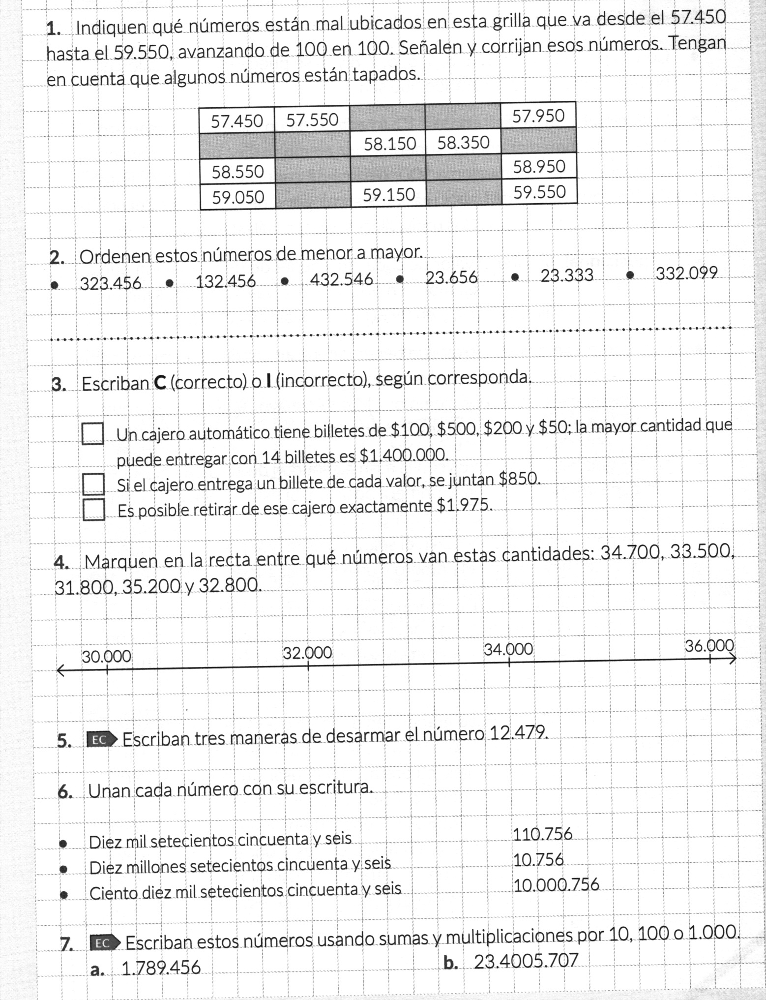 1. Indiquen qué números están mal ubicados en esta grilla que va desde el 57.450
hasta el 59.550, avanzando de 100 en 100. Señalen y corrijan esos números. Tengan
en cuenta que algunos números están tapados.
57.450 57.550 57.950
58.150 58.350
58.550 58.950
59.050 59.150 59.550
2. Ordenen estos números de menor a mayor.
• 323.456 • 132.456 • 432.546 • 23.656 • 23.333 • 332.099
3. Escriban C (correcto) o I (incorrecto), según corresponda.
Un cajero automático tiene billetes de $100, $500, $200 y $50; la mayor cantidad que
puede entregar con 14 billetes es $1.400.000.
Si el cajero entrega un billete de cada valor, se juntan $850.
Es posible retirar de ese cajero exactamente $1.975.
4. Marquen en la recta entre qué números van estas cantidades: 34.700, 33.500,
31.800, 35.200 y 32.800.
30.000 32.000 34.000 36.000
5. EC Escriban tres maneras de desarmar el número 12.479.
6. Unan cada número con su escritura.
• Diez mil setecientos cincuenta y seis 110.756
• Diez millones setecientos cincuenta y seis 10.756
• Ciento diez mil setecientos cincuenta y seis 10.000.756
7. EC Escriban estos números usando sumas y multiplicaciones por 10, 100 o 1.000.
a. 1.789.456 b. 23.4005.707